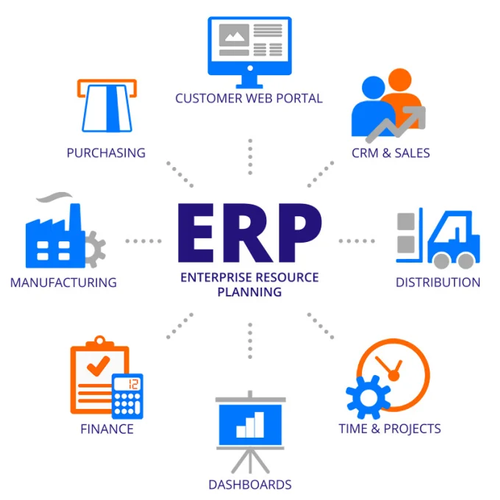 CUSTOMER WEB PORTAL
PURCHASING
CRM & SALES
ERP
ENTERPRISE RESOURCE
PLANNING
MANUFACTURING
DISTRIBUTION
12
FINANCE
TIME & PROJECTS
DASHBOARDS